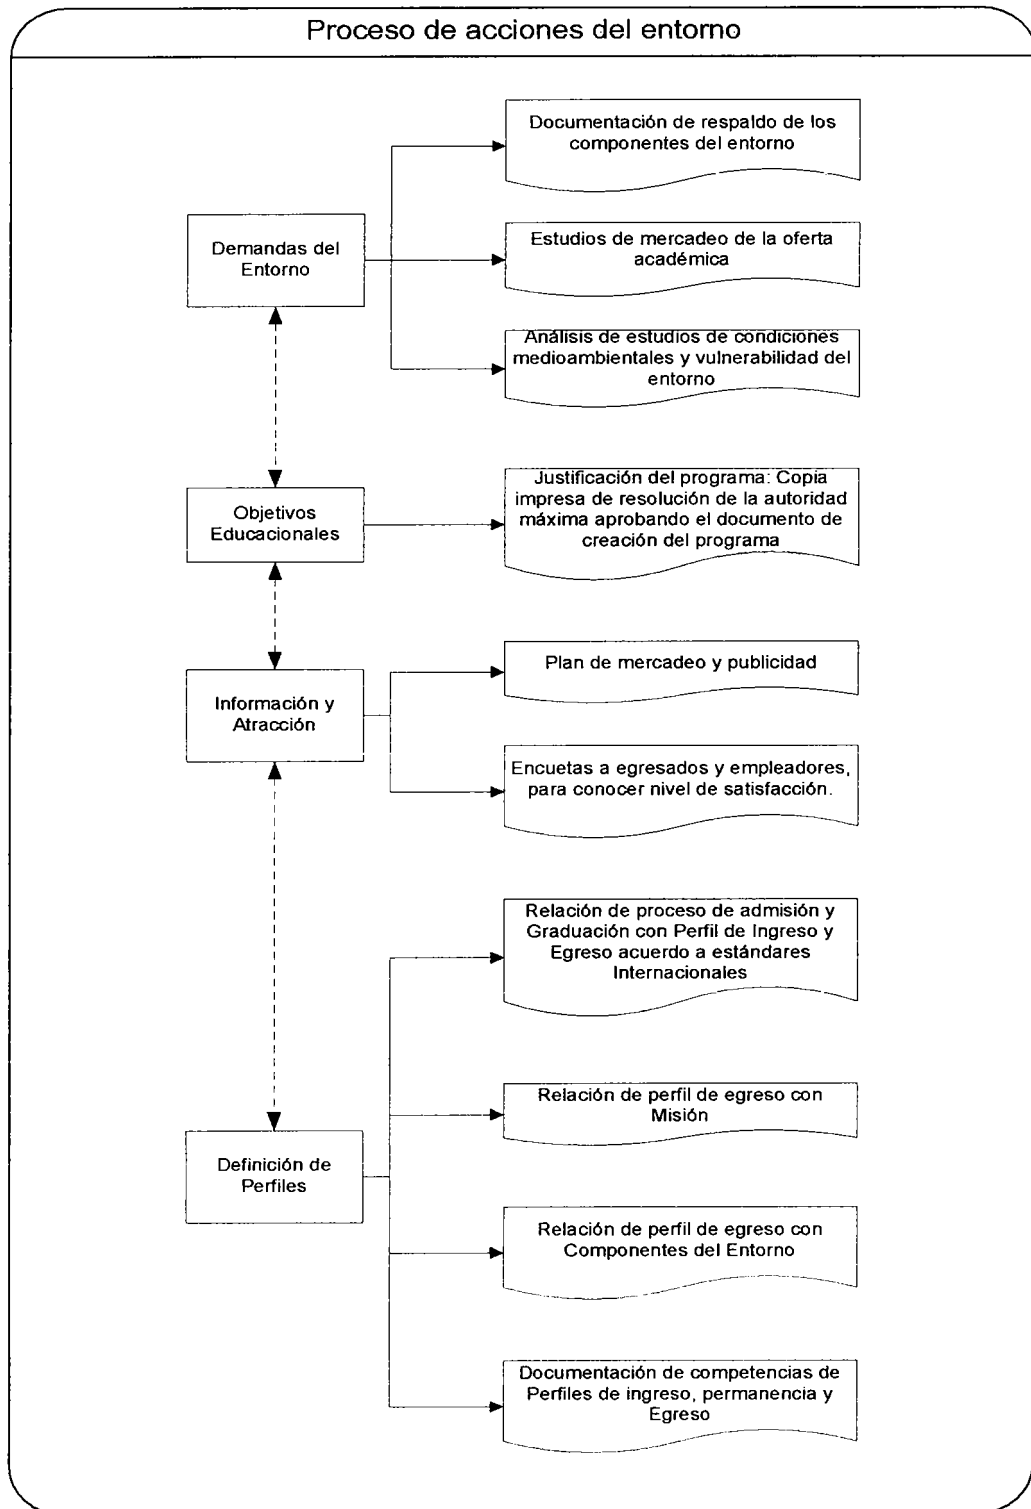 Proceso de acciones del entorno
Documentación de respaldo de los
componentes del entorno
Demandas del
Entorno
Estudios de mercadeo de la oferta
académica
Análisis de estudios de condiciones
medioambientales y vulnerabilidad del
entorno
Objetivos
Educacionales
Justificación del programa: Copia
impresa de resolución de la autoridad
máxima aprobando el documento de
creación del programa
Información y
Atracción
Plan de mercadeo y publicidad
Encuetas a egresados y empleadores,
para conocer nivel de satisfacción.
Relación de proceso de admisión y
Graduación con Perfil de Ingreso y
Egreso acuerdo a estándares
Internacionales
Relación de perfil de egreso con
Misión
Definición de
Perfiles
Relación de perfil de egreso con
Componentes del Entorno
Documentación de competencias de
Perfiles de ingreso, permanencia y
Egreso